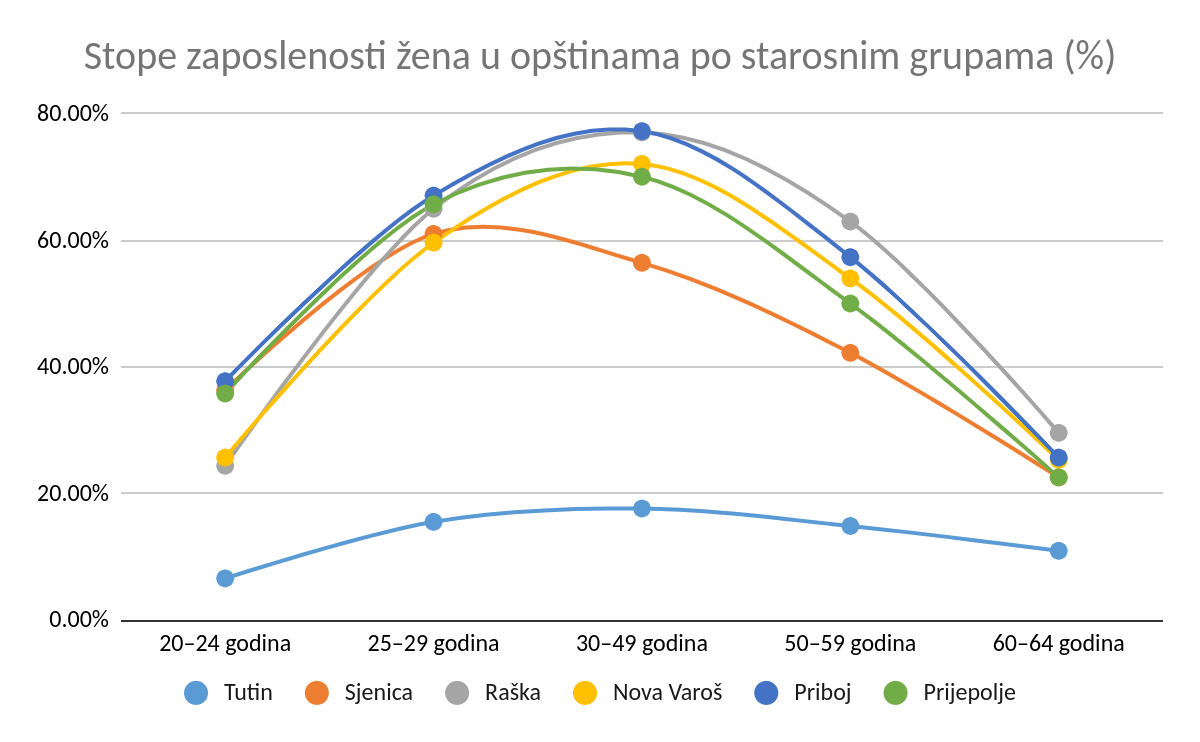 Stope zaposlenosti žena u opštinama po starosnim grupama (%)
80.00%
60.00%
40.00%
20.00%
0.00%
20–24 godina 25–29 godina 30–49 godina 50–59 godina 60–64 godina
Tutin Sjenica Raška Nova Varoš Priboj Prijepolje